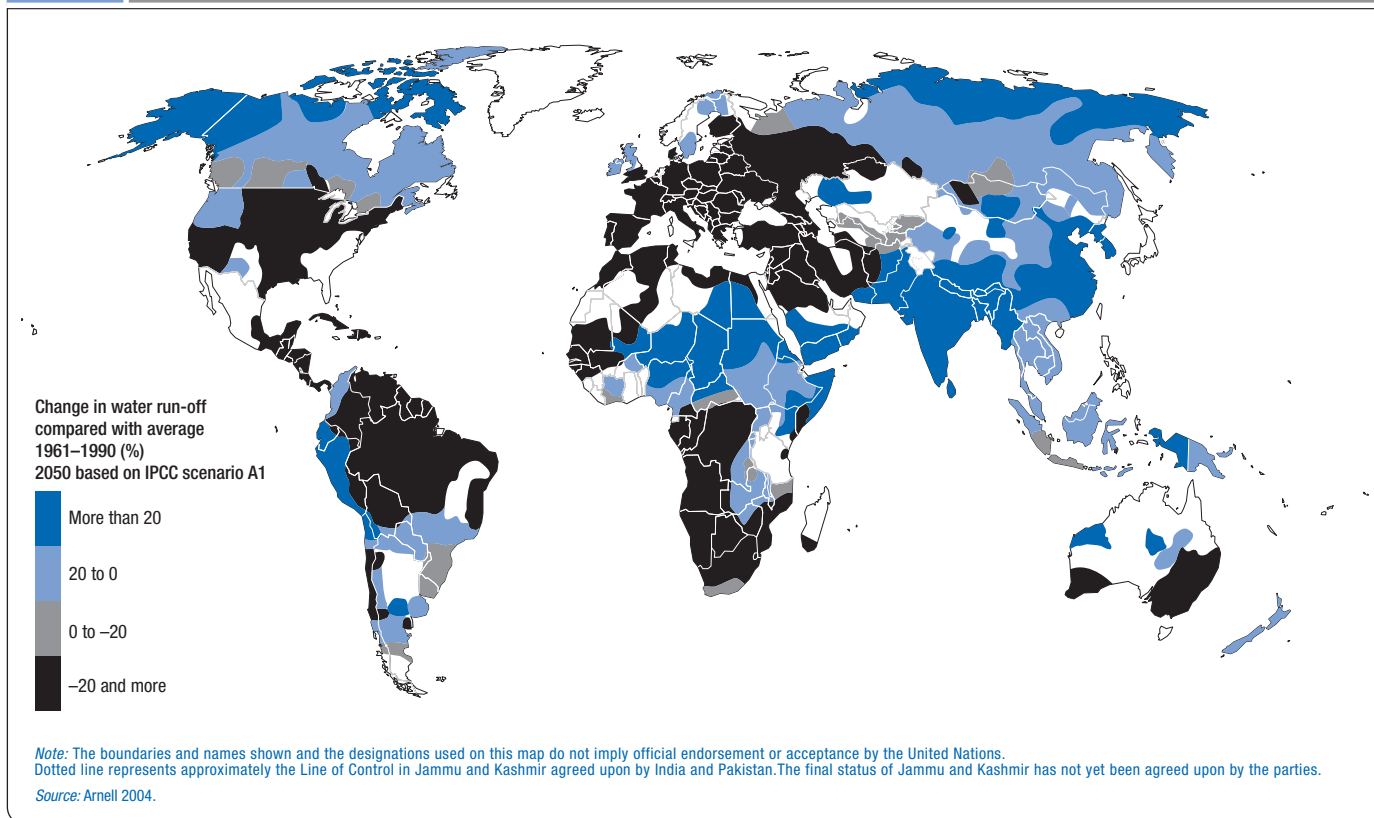 Change in water run-off
compared with average
1961–1990 (%)
2050 based on IPCC scenario A1
More than 20
20 to 0
0 to –20
–20 and more
Note: The boundaries and names shown and the designations used on this map do not imply official endorsement or acceptance by the United Nations.
Dotted line represents approximately the Line of Control in Jammu and Kashmir agreed upon by India and Pakistan.The final status of Jammu and Kashmir has not yet been agreed upon by the parties.
Source: Arnell 2004.